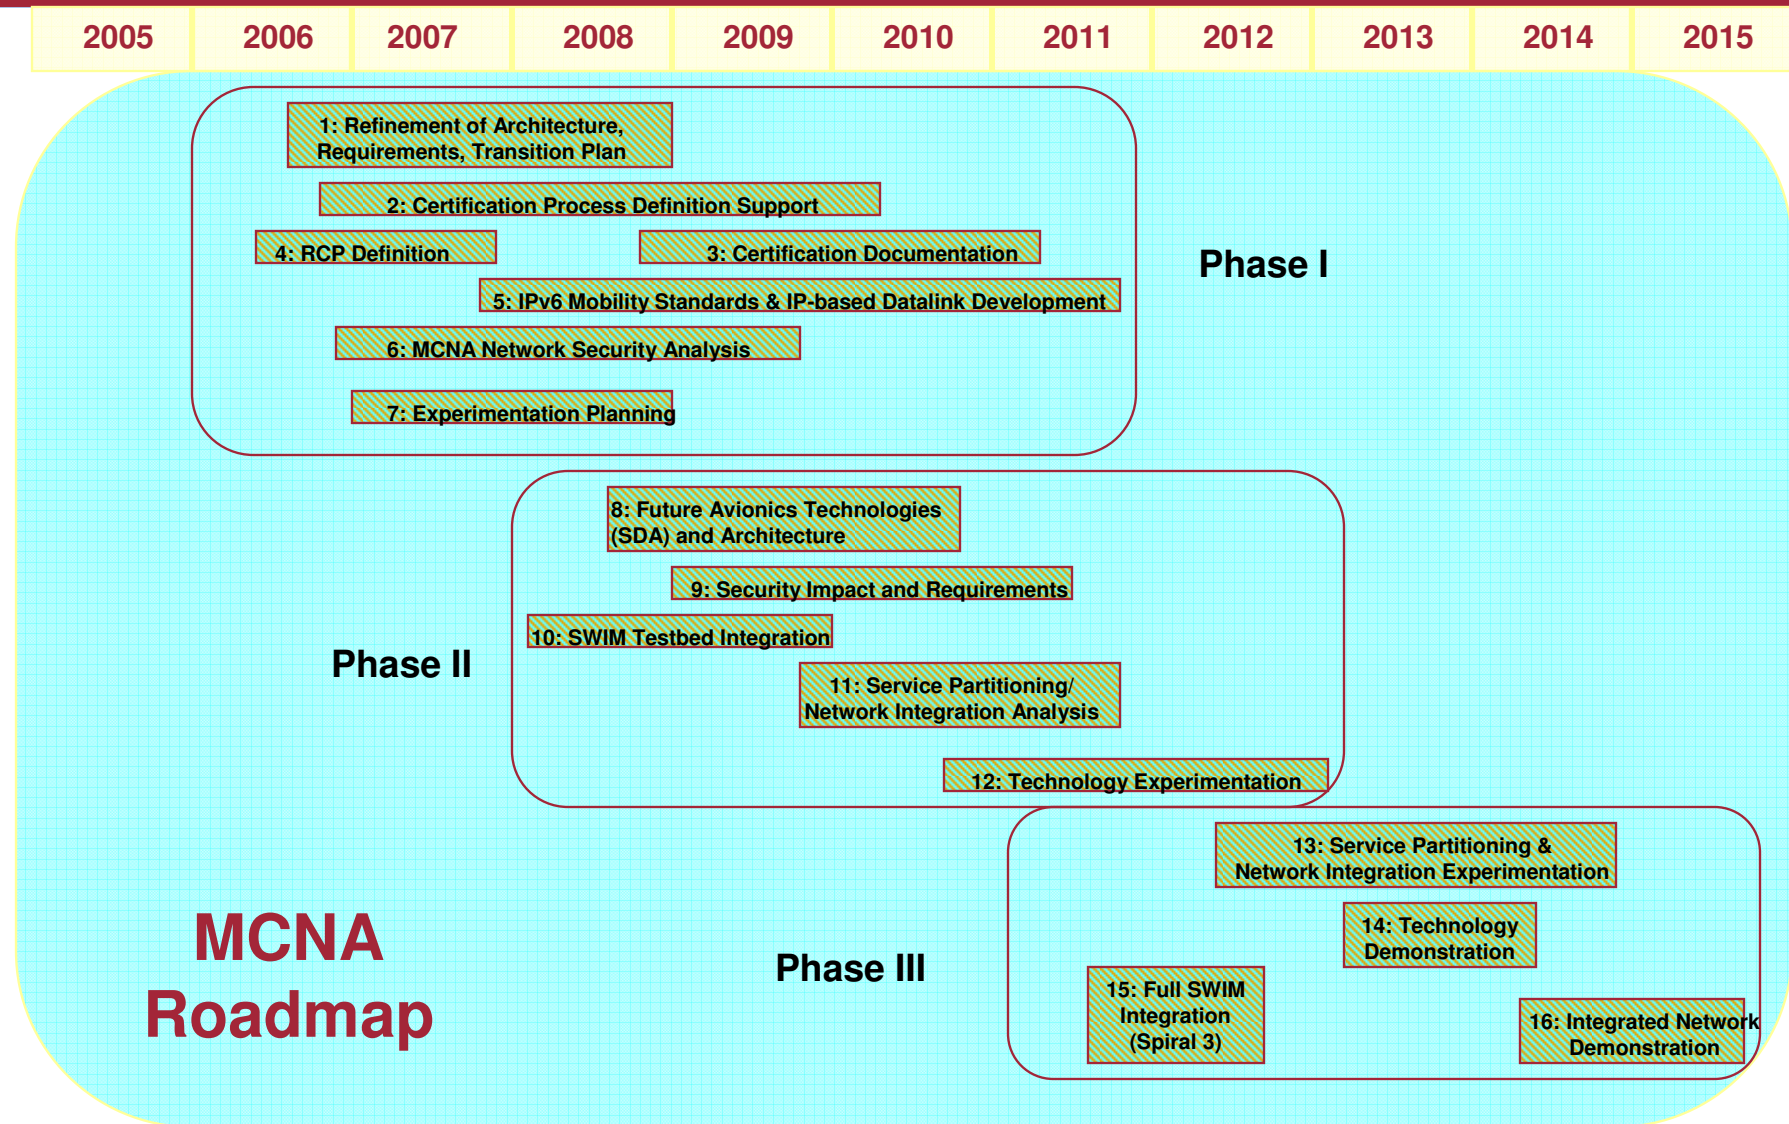 2005 2006 2007 2008 2009 2010 2011 2012 2013 2014 2015
1: Refinement of Architecture,
Requirements, Transition Plan
2: Certification Process Definition Support
4: RCP Definition
3: Certification Documentation
Phase I
5: IPv6 Mobility Standards & IP-based Datalink Development
6: MCNA Network Security Analysis
7: Experimentation Planning
8: Future Avionics Technologies
(SDA) and Architecture
9: Security Impact and Requirements
10: SWIM Testbed Integration
Phase II
11: Service Partitioning/
Network Integration Analysis
12: Technology Experimentation
13: Service Partitioning &
Network Integration Experimentation
14: Technology
Demonstration
Phase III
15: Full SWIM
Integration
(Spiral 3)
16: Integrated Network
Demonstration
MCNA
Roadmap